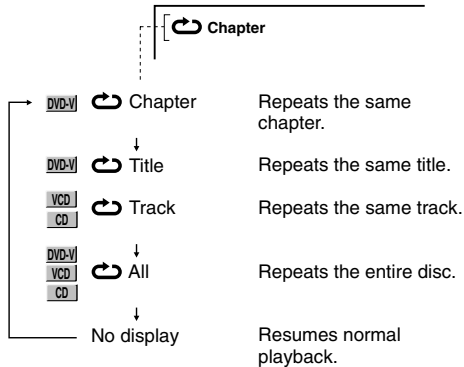 Chapter
DVD-V Chapter Repeats the same
chapter.
DVD-V Title Repeats the same title.
VCD
CD
Track Repeats the same track.
DVD-V
VCD
CD
All Repeats the entire disc.
No display Resumes normal
playback.